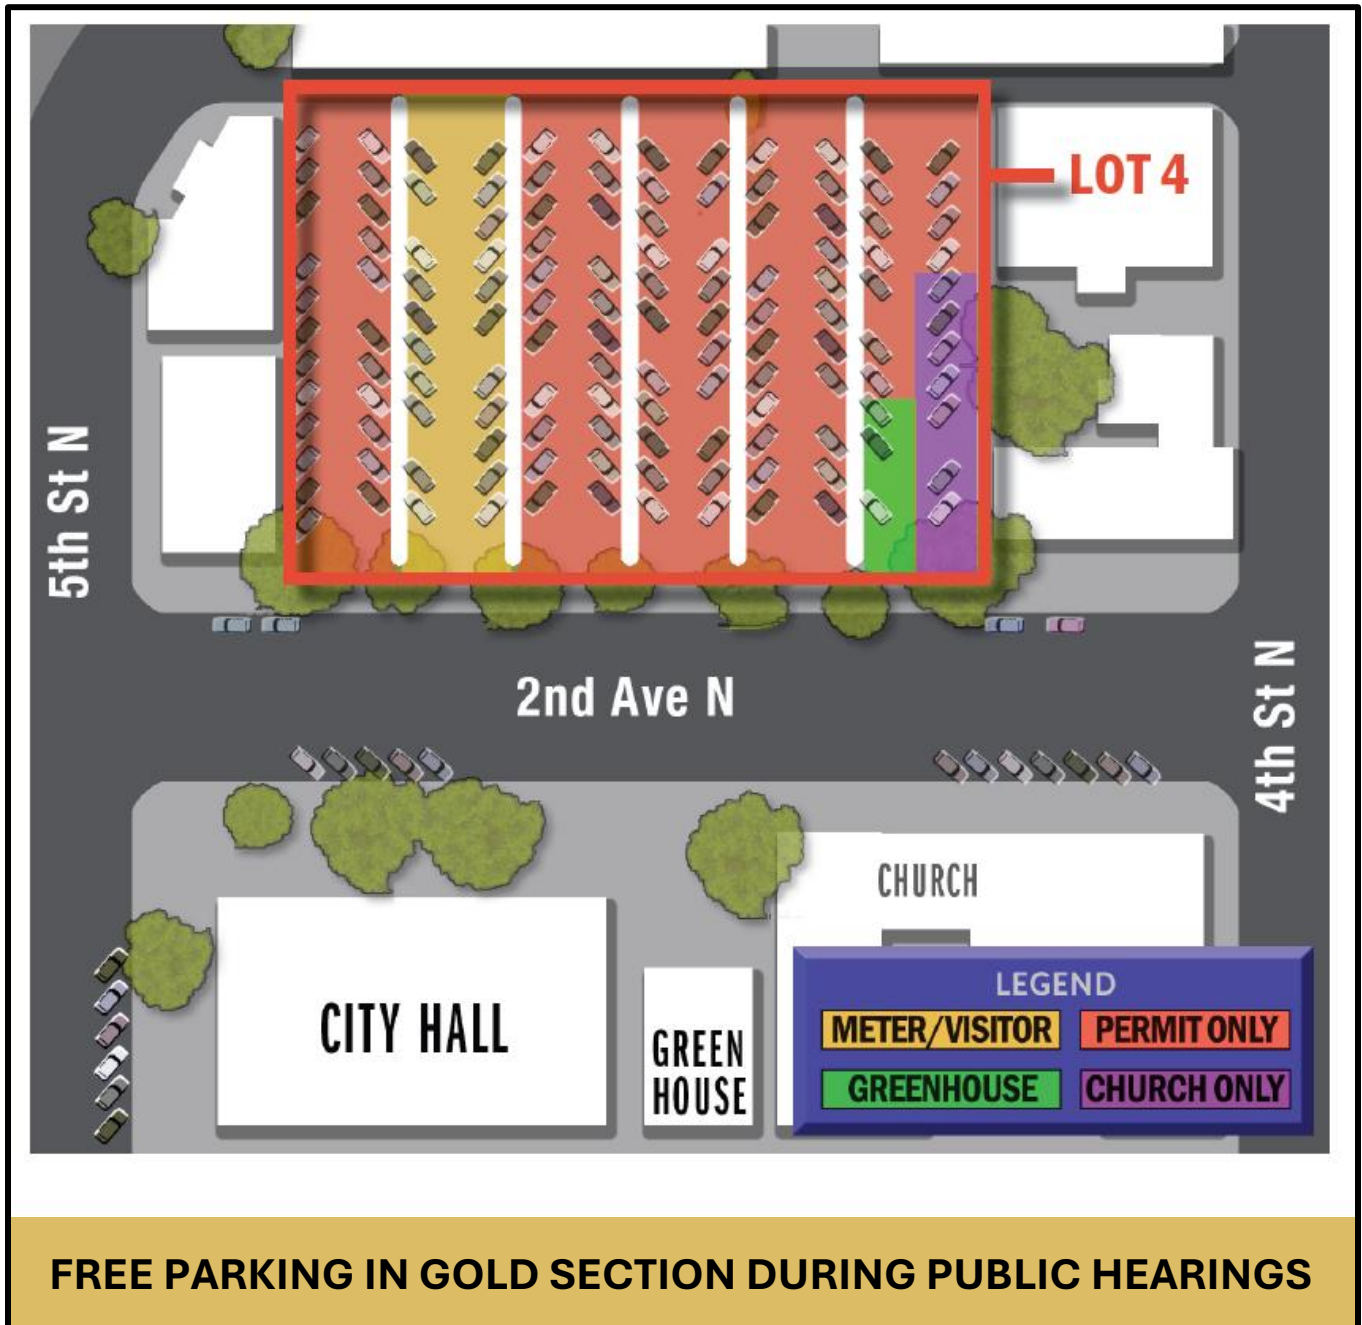 LOT 4
5th St N
2nd Ave N
4th St N
CHURCH
CITY HALL
GREEN
HOUSE
LEGEND
METER/VISITOR
PERMIT ONLY
GREENHOUSE
CHURCH ONLY
FREE PARKING IN GOLD SECTION DURING PUBLIC HEARINGS